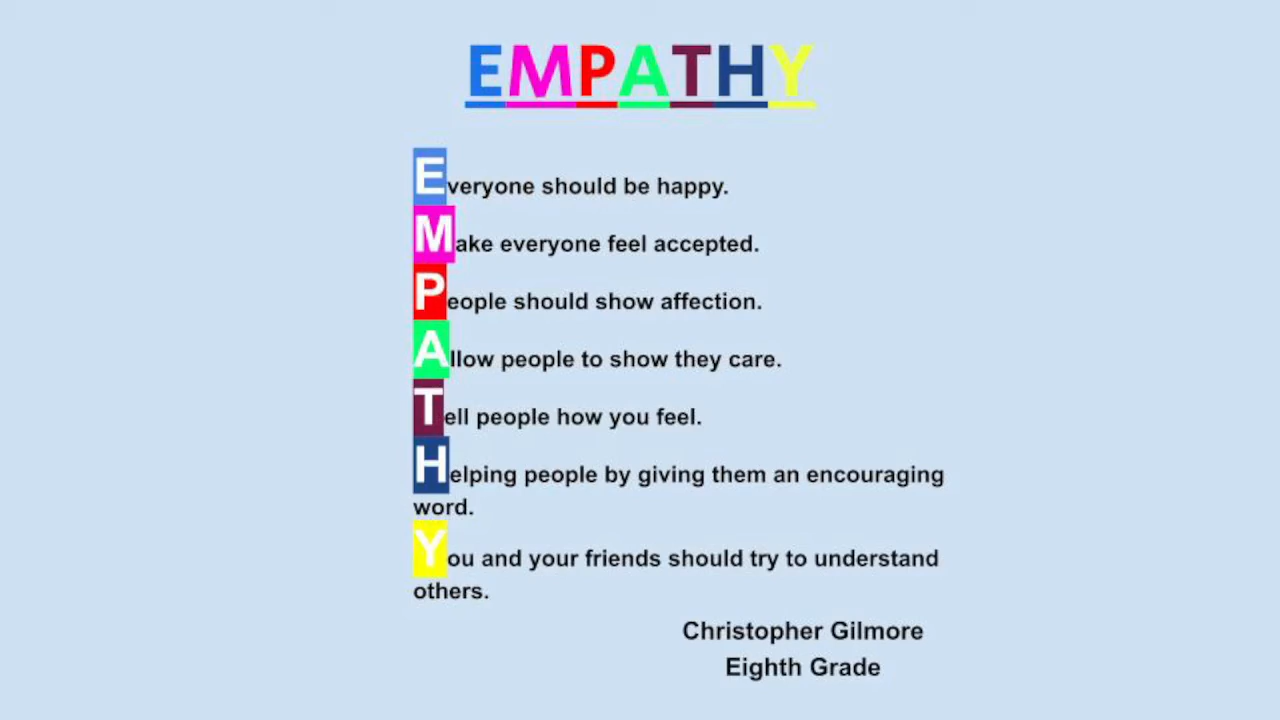 EMPATHY
Everyone should be happy.
Make everyone feel accepted.
People should show affection.
Allow people to show they care.
Tell people how you feel.
Helping people by giving them an encouraging
word.
You and your friends should try to understand
others.
Christopher Gilmore
Eighth Grade